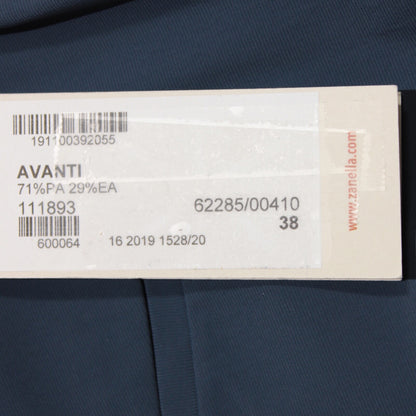 191100392055
AVANTI
71%PA 29%EA
111893 62285/00410
38
600064 16 2019 1528/20
www.zanella.com